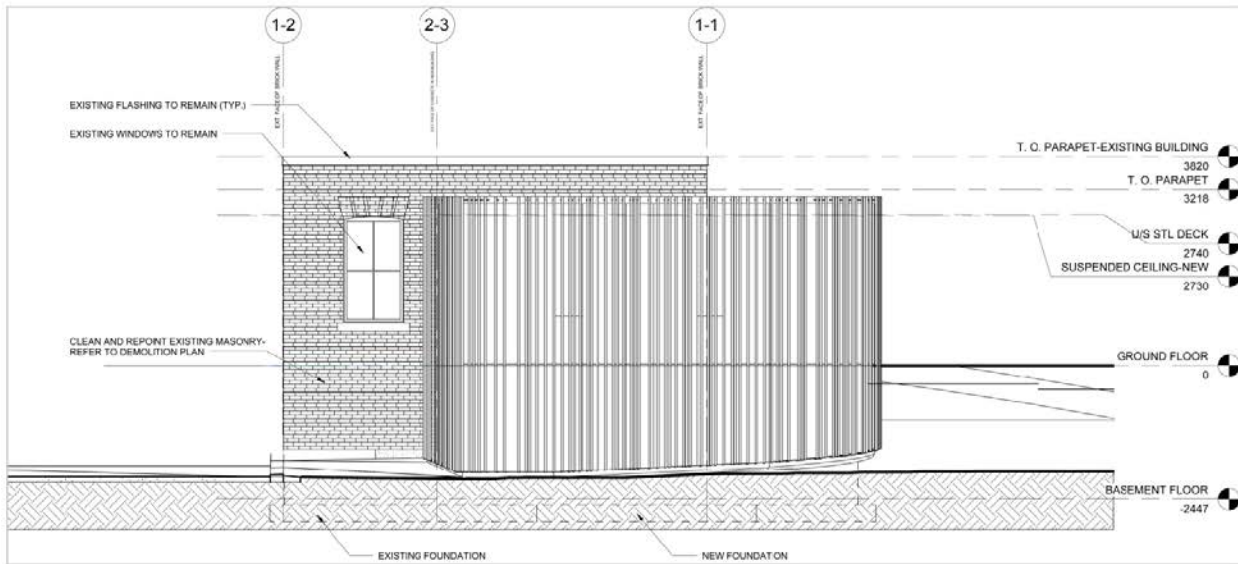 1-2
2-3
1-1
EXT. FACE OF BRICK WALL
EXT. FACE OF BRICK WALL
EXISTING FLASHING TO REMAIN (TYP.)
EXISTING WINDOWS TO REMAIN
T. O. PARAPET-EXISTING BUILDING
3820
T. O. PARAPET
3218
U/S STL DECK
2740
SUSPENDED CEILING-NEW
2730
CLEAN AND REPOINT EXISTING MASONRY-
REFER TO DEMOLITION PLAN
GROUND FLOOR
0
BASEMENT FLOOR
-2447
EXISTING FOUNDATION
NEW FOUNDATION